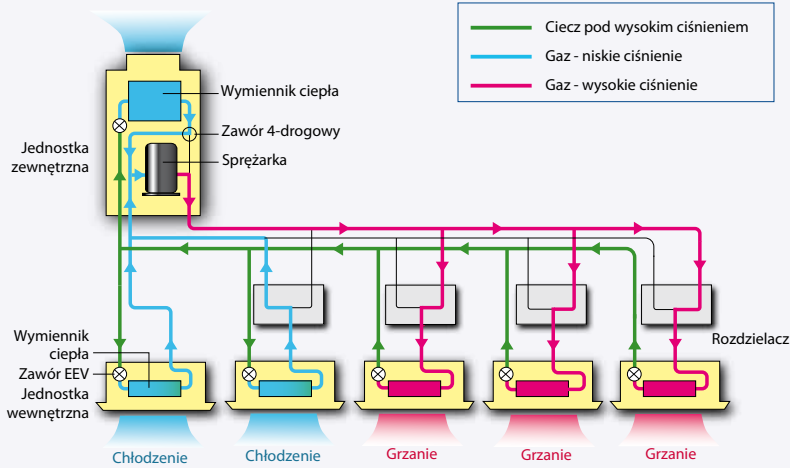 Ciecz pod wysokim ciśnieniem
Gaz - niskie ciśnienie
Gaz - wysokie ciśnienie
Wymiennik ciepła
Zawór 4-drogowy
Sprężarka
Jednostka
zewnętrzna
Rozdzielacz
Wymiennik
ciepła
Zawór EEV
Jednostka
wewnętrzna
Chłodzenie
Chłodzenie
Grzanie
Grzanie
Grzanie